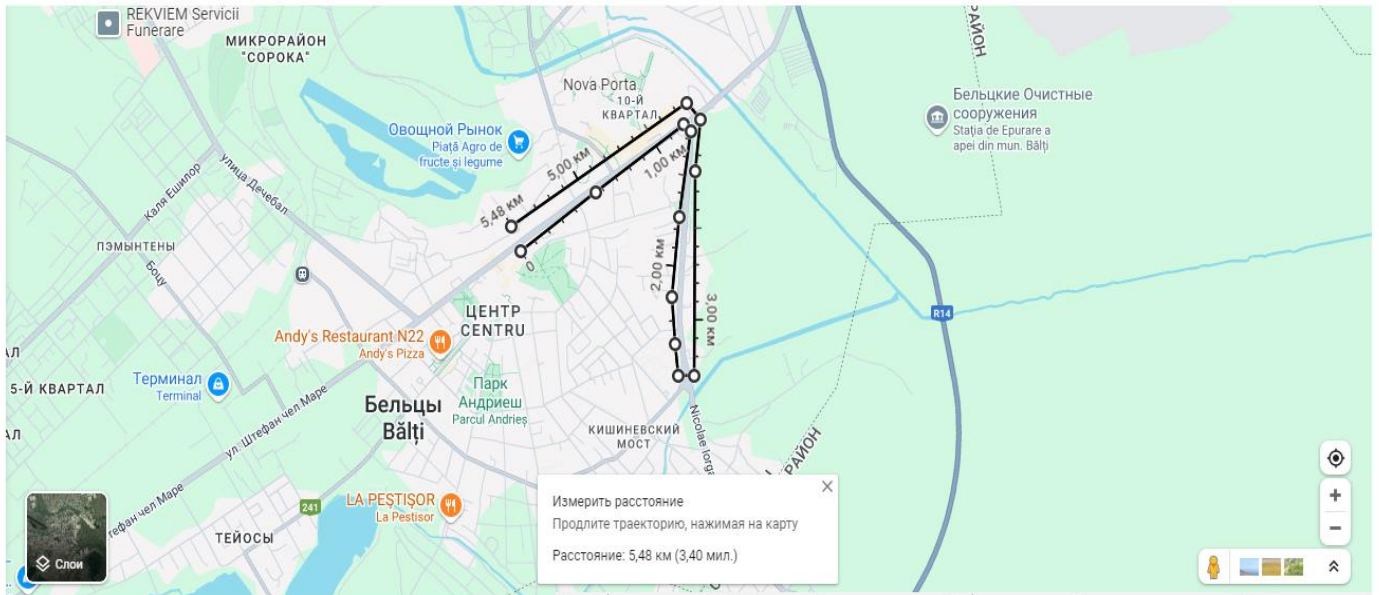 REKVIEM Servicii
Funerare
МИКРОРАЙОН
"СОРОКА"
РАЙОН
Nova Porta
10-Й
КВАРТАЛ
Бельцкие Очистные
сооружения
Stația de Epurare a
apei din mun. Bălți
Овощной Рынок
Piață Agro de
fructe și legume
5,00 км
1,00 км
5,48 км
0
Каля Ешилор
улица Дечебал
ПЭМЫНТЕНЫ
Боцу
2,00 км
3,00 км
R14
ЦЕНТР
CENTRU
Andy's Restaurant N22
Andy's Pizza
АЛ
5-Й КВАРТАЛ
Терминал
Terminal
Парк
Андриеш
Parcul Andrieș
Бельцы
Bălți
ул. Штефан чел Маре
АЛ
КИШИНЕВСКИЙ
МОСТ
Nicolae Iorga
РАЙОН
LA PEȘTIȘOR
La Pestisor
241
тефан чел Маре
ТЕЙОСЫ
Слои
Измерить расстояние
Продлите траекторию, нажимая на карту
Расстояние: 5,48 км (3,40 мил.)